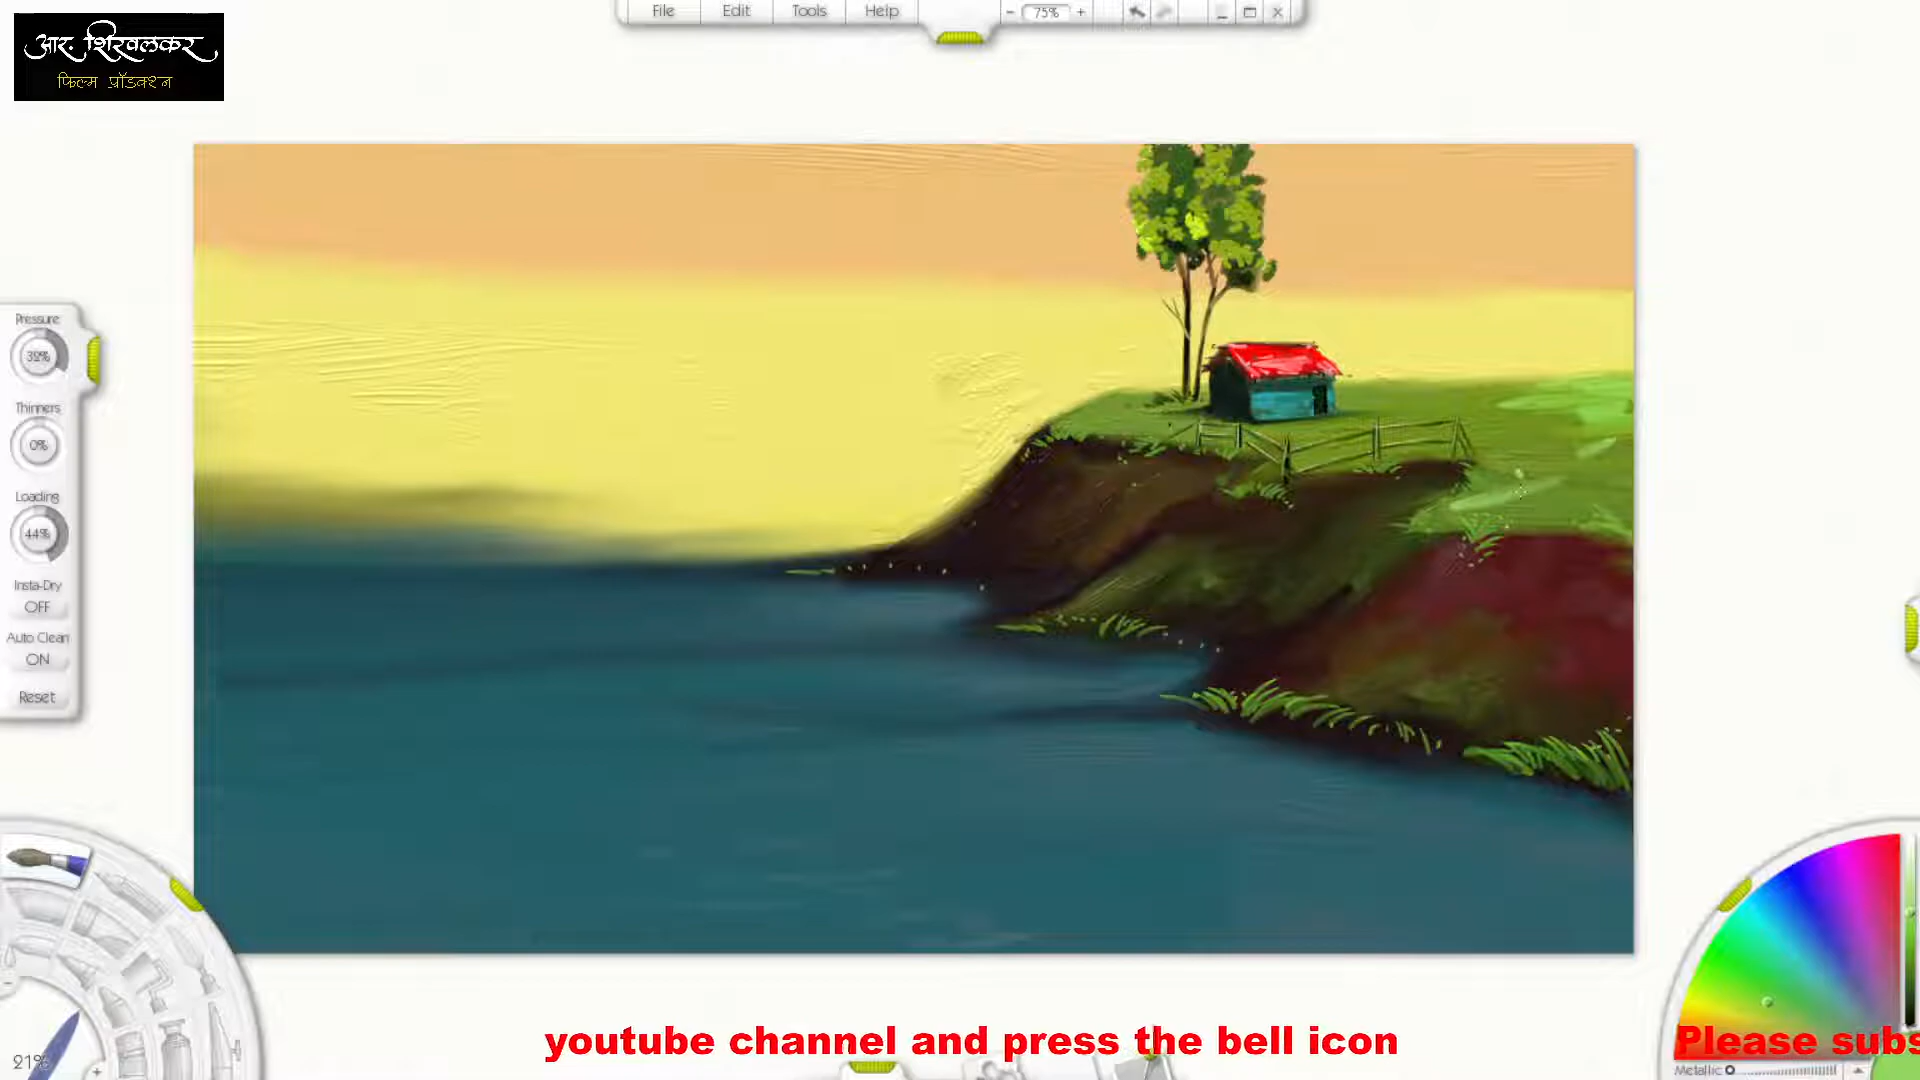 आर. शिरवलकर
फिल्म प्रॉडक्शन
File Edit Tools Help - 75% +
Pressure
39%
Thinners
0%
Loading
44%
Insta-Dry
OFF
Auto Clean
ON
Reset
21%
youtube channel and press the bell icon
Please subs
Metallic